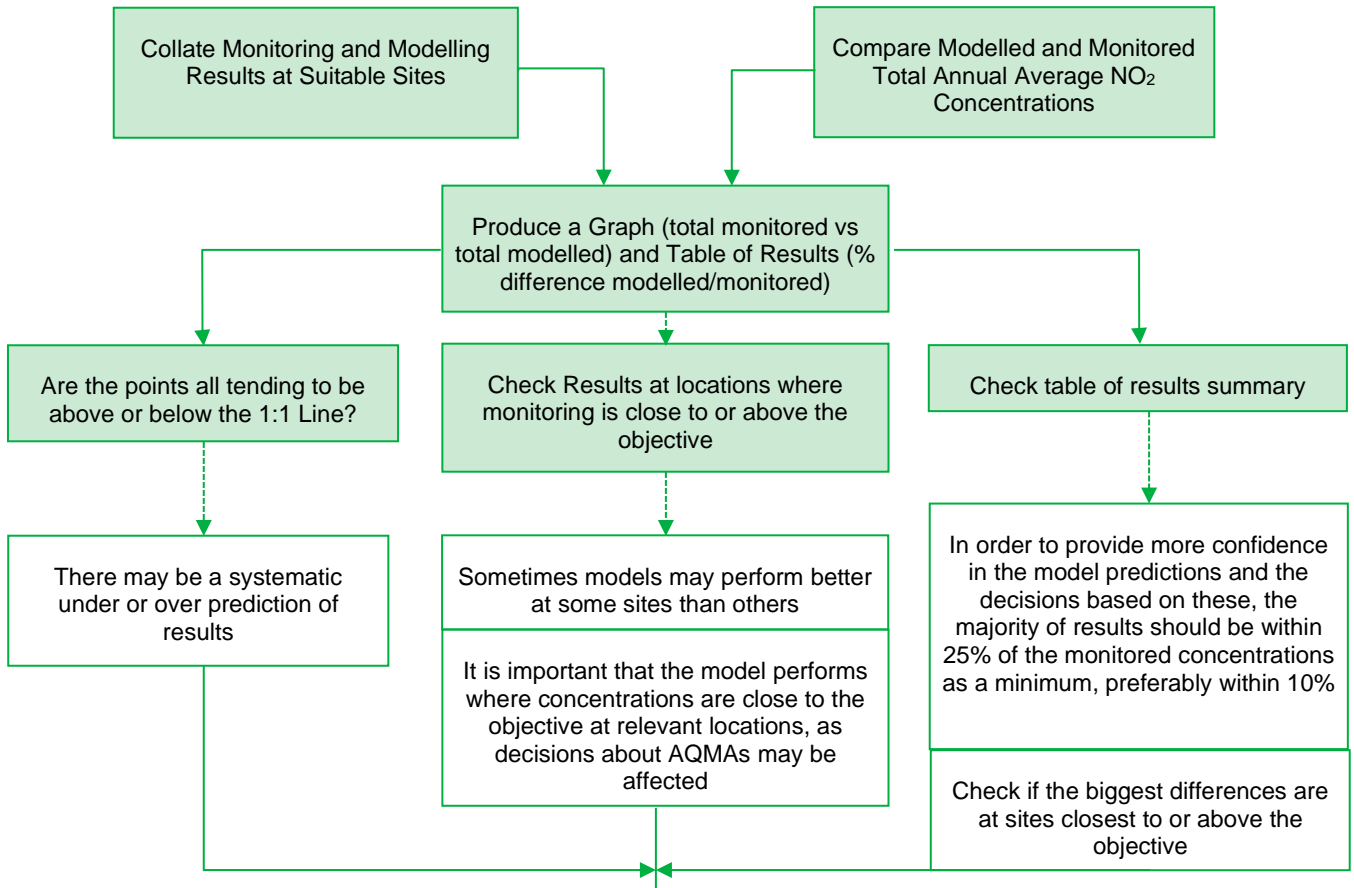 Collate Monitoring and Modelling
Results at Suitable Sites
Compare Modelled and Monitored
Total Annual Average NO₂
Concentrations
Produce a Graph (total monitored vs
total modelled) and Table of Results (%
difference modelled/monitored)
Are the points all tending to be
above or below the 1:1 Line?
Check Results at locations where
monitoring is close to or above the
objective
Check table of results summary
There may be a systematic
under or over prediction of
results
Sometimes models may perform better
at some sites than others
It is important that the model performs
where concentrations are close to the
objective at relevant locations, as
decisions about AQMAs may be
affected
In order to provide more confidence
in the model predictions and the
decisions based on these, the
majority of results should be within
25% of the monitored concentrations
as a minimum, preferably within 10%
Check if the biggest differences are
at sites closest to or above the
objective